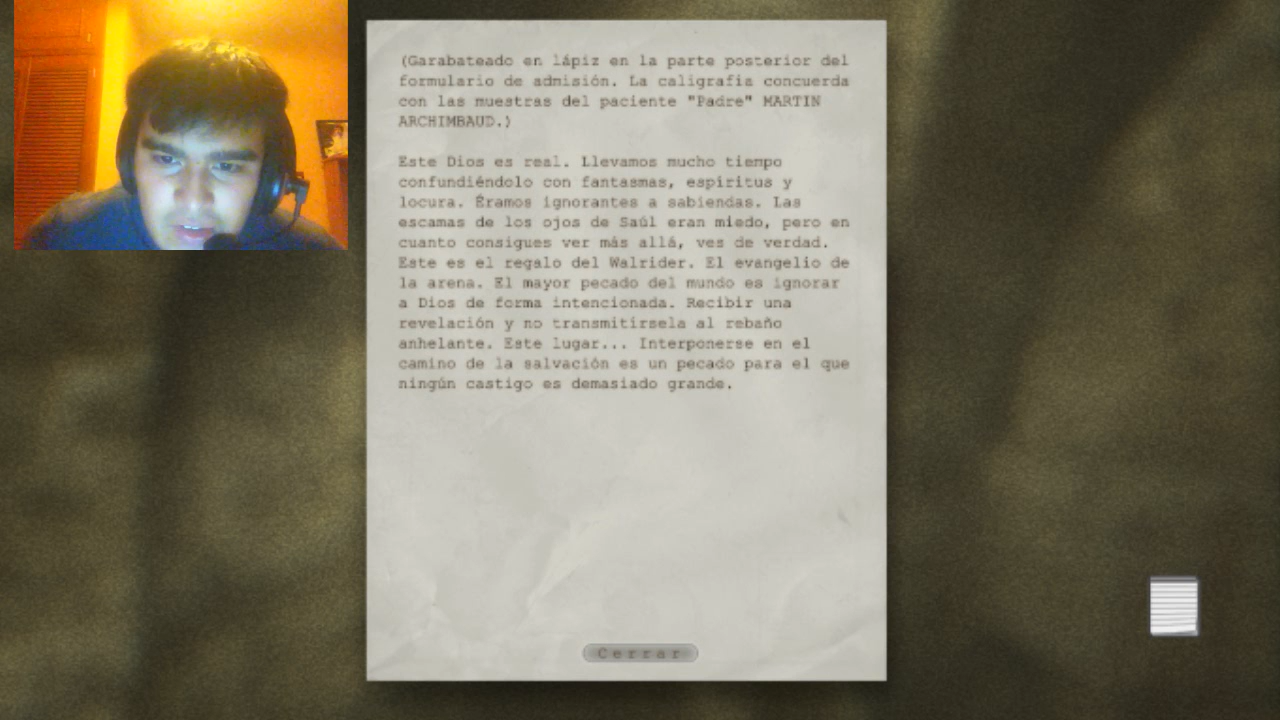 (Garabateado en lápiz en la parte posterior del
formulario de admisión. La caligrafía concuerda
con las muestras del paciente "Padre" MARTIN
ARCHIMBAUD.)
Este Dios es real. Llevamos mucho tiempo
confundiéndolo con fantasmas, espíritus y
locura. Éramos ignorantes a sabiendas. Las
escamas de los ojos de Saúl eran miedo, pero en
cuanto consigues ver más allá, ves de verdad.
Este es el regalo del Walrider. El evangelio de
la arena. El mayor pecado del mundo es ignorar
a Dios de forma intencionada. Recibir una
revelación y no transmitírsela al rebaño
anhelante. Este lugar... Interponerse en el
camino de la salvación es un pecado para el que
ningún castigo es demasiado grande.
Cerrar